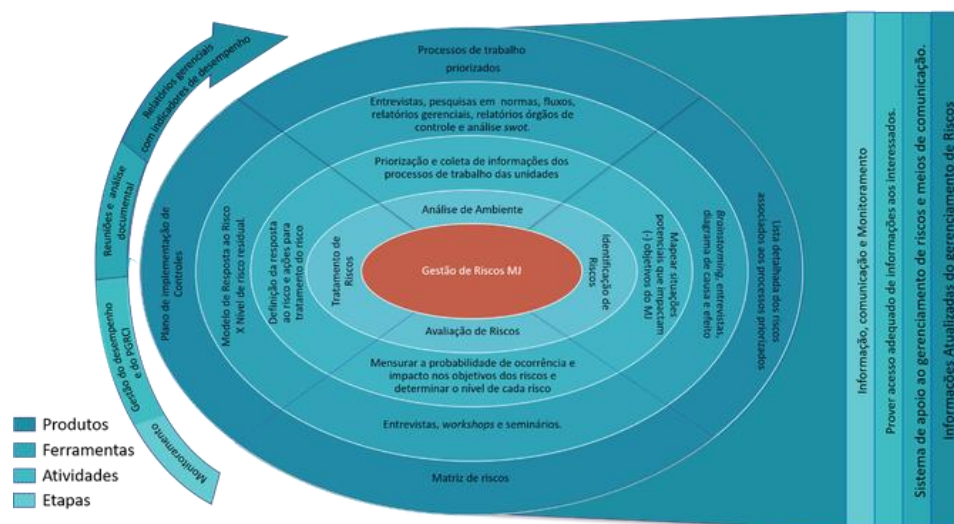 Relatórios gerenciais
com indicadores de desempenho
Reuniões e análise
documental
Gestão do desempenho
e do PGRCI
Monitoramento
Processos de trabalho
priorizados
Entrevistas, pesquisas em normas, fluxos,
relatórios gerenciais, relatórios órgãos de
controle e análise swot.
Priorização e coleta de informações dos
processos de trabalho das unidades
Análise de Ambiente
Gestão de Riscos MJ
Plano de implementação de
Controles
Modelo de Resposta ao Risco
X Nível de risco residual.
Definição da resposta
ao risco e ações para
tratamento do risco
Tratamento de
Riscos
Identificação de
Riscos
Mapear situações
potenciais que impactam
(-) objetivos do MJ
Brainstorming, entrevistas,
diagrama de causa e efeito
Lista detalhada dos riscos
associados aos processos priorizados
Avaliação de Riscos
Mensurar a probabilidade de ocorrência e
impacto nos objetivos dos riscos e
determinar o nível de cada risco
Entrevistas, workshops e seminários.
Matriz de riscos
Informação, comunicação e Monitoramento
Prover acesso adequado de informações aos interessados.
Sistema de apoio ao gerenciamento de riscos e meios de comunicação.
Informações Atualizadas do gerenciamento de Riscos
Produtos
Ferramentas
Atividades
Etapas